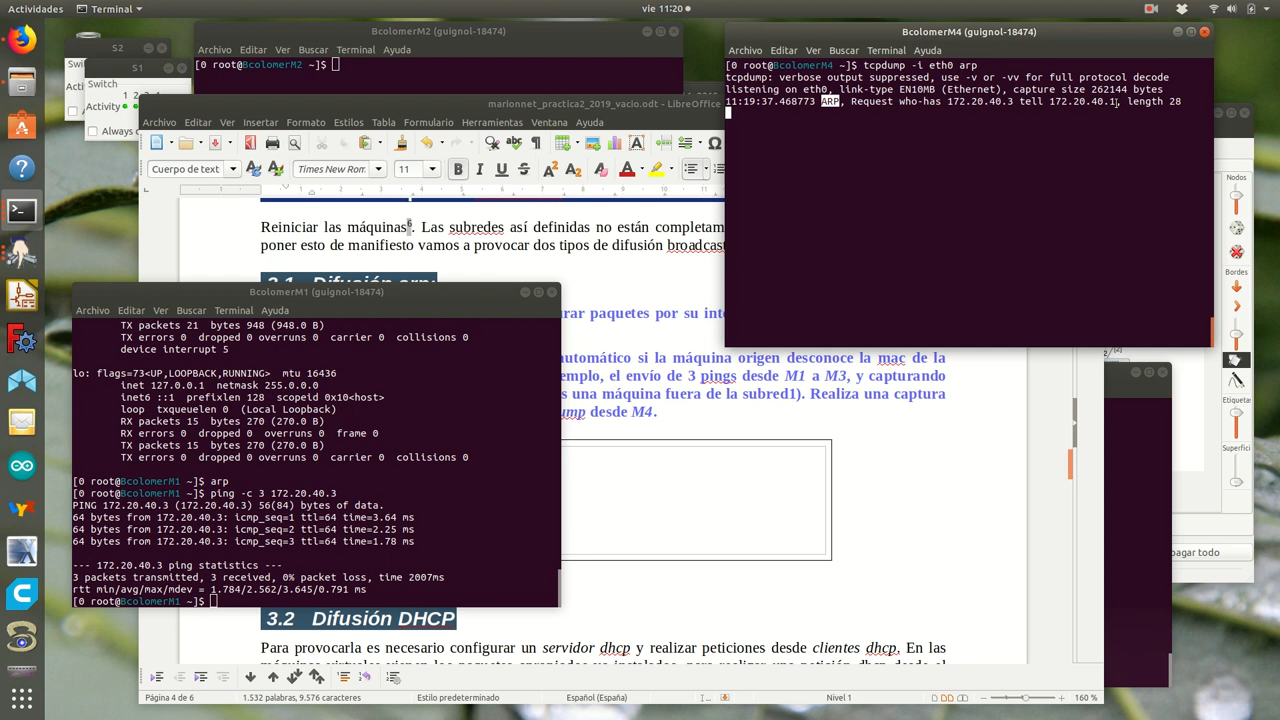 Actividades
Terminal
vie 11:20
S2
S1
Switch
1 2 3 4
Activity
Always
BcolomerM2 (guignol-18474)
Archivo Editar Ver Buscar Terminal Ayuda
[0 root@BcolomerM2 ~]$
BcolomerM4 (guignol-18474)
Archivo Editar Ver Buscar Terminal Ayuda
[0 root@BcolomerM4 ~]$ tcpdump -i eth0 arp
tcpdump: verbose output suppressed, use -v or -vv for full protocol decode
listening on eth0, link-type EN10MB (Ethernet), capture size 262144 bytes
11:19:37.468773 ARP, Request who-has 172.20.40.3 tell 172.20.40.1, length 28
marionnet_practica2_2019_vacio.odt - LibreOffice
Archivo Editar Ver Insertar Formato Estilos Tabla Formulario Herramientas Ventana Ayuda
Cuerpo de text
Times New Rom
11
Reiniciar las máquinas6. Las subredes así definidas no están completam
poner esto de manifiesto vamos a provocar dos tipos de difusión broadcast
3.1 Difusión arp
urar paquetes por su int
automático si la máquina origen desconoce la mac de la
emplo, el envío de 3 pings desde M1 a M3, y capturando
s una máquina fuera de la subred1). Realiza una captura
ump desde M4.
BcolomerM1 (guignol-18474)
Archivo Editar Ver Buscar Terminal Ayuda
TX packets 21 bytes 948 (948.0 B)
TX errors 0 dropped 0 overruns 0 carrier 0 collisions 0
device interrupt 5
lo: flags=73<UP,LOOPBACK,RUNNING> mtu 16436
inet 127.0.0.1 netmask 255.0.0.0
inet6 ::1 prefixlen 128 scopeid 0x10<host>
loop txqueuelen 0 (Local Loopback)
RX packets 15 bytes 270 (270.0 B)
RX errors 0 dropped 0 overruns 0 frame 0
TX packets 15 bytes 270 (270.0 B)
TX errors 0 dropped 0 overruns 0 carrier 0 collisions 0
[0 root@BcolomerM1 ~]$ arp
[0 root@BcolomerM1 ~]$ ping -c 3 172.20.40.3
PING 172.20.40.3 (172.20.40.3) 56(84) bytes of data.
64 bytes from 172.20.40.3: icmp_seq=1 ttl=64 time=3.64 ms
64 bytes from 172.20.40.3: icmp_seq=2 ttl=64 time=2.25 ms
64 bytes from 172.20.40.3: icmp_seq=3 ttl=64 time=1.78 ms
--- 172.20.40.3 ping statistics ---
3 packets transmitted, 3 received, 0% packet loss, time 2007ms
rtt min/avg/max/mdev = 1.784/2.562/3.645/0.791 ms
[0 root@BcolomerM1 ~]$
3.2 Difusión DHCP
Para provocarla es necesario configurar un servidor dhcp y realizar peticiones desde clientes dhcp. En las
Página 4 de 6
1.532 palabras, 9.576 caracteres
Estilo predeterminado
Español (España)
Nivel 1
160 %
Nodos
Bordes
Etiquetas
Superfici
pagar todo